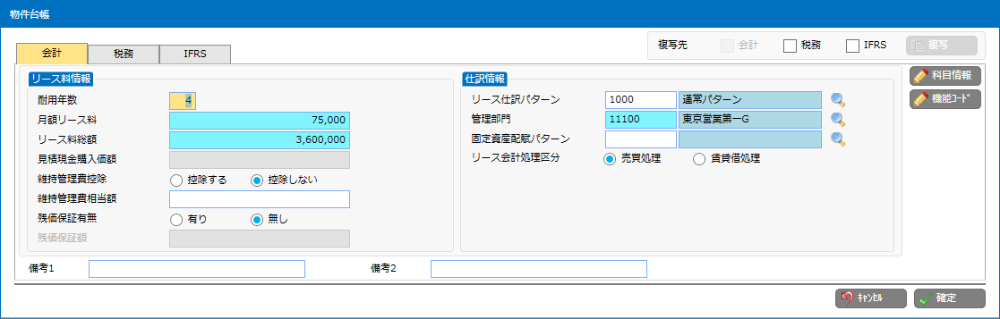 物件台帳
会計 税務 IFRS
複写先 会計 税務 IFRS 複写
リース料情報
耐用年数 4
月額リース料 75,000
リース料総額 3,600,000
見積現金購入価額
維持管理費控除 控除する 控除しない
維持管理費相当額
残価保証有無 有り 無し
残価保証額
仕訳情報
リース仕訳パターン 1000 通常パターン
管理部門 11100 東京営業第一G
固定資産配賦パターン
リース会計処理区分 売買処理 賃貸借処理
科目情報
機能ｺｰﾄﾞ
備考1 備考2
ｷｬﾝｾﾙ 確定